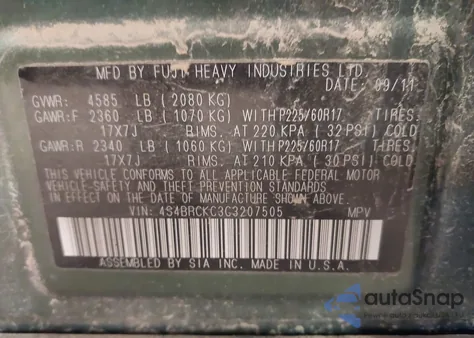 MFD BY FUJI HEAVY INDUSTRIES LTD.
DATE: 09/11
GVWR: 4585 LB ( 2080 KG)
GAWR:F 2360 LB ( 1070 KG) WITH P225/60R17 TIRES.
17X7J RIMS. AT 220 KPA ( 32 PSI) COLD
GAWR:R 2340 LB ( 1060 KG) WITH P225/60R17 TIRES.
17X7J RIMS. AT 210 KPA ( 30 PSI) COLD
THIS VEHICLE CONFORMS TO ALL APPLICABLE FEDERAL MOTOR
VEHICLE-SAFETY AND THEFT PREVENTION STANDARDS
IN EFFECT ON THE DATE OF MANUFACTURE SHOWN ABOVE.
VIN: 4S4BRCKC3G3207505 MPV
ASSEMBLED BY SIA INC. MADE IN U.S.A.
autaSnap